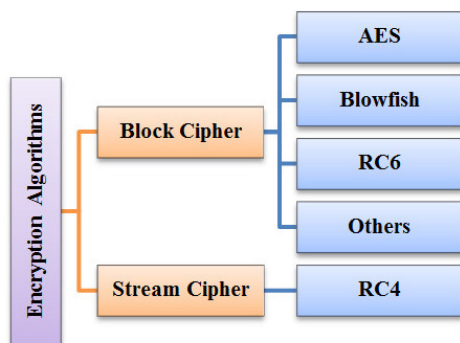 Encryption Algorithms
Block Cipher
AES
Blowfish
RC6
Others
Stream Cipher
RC4